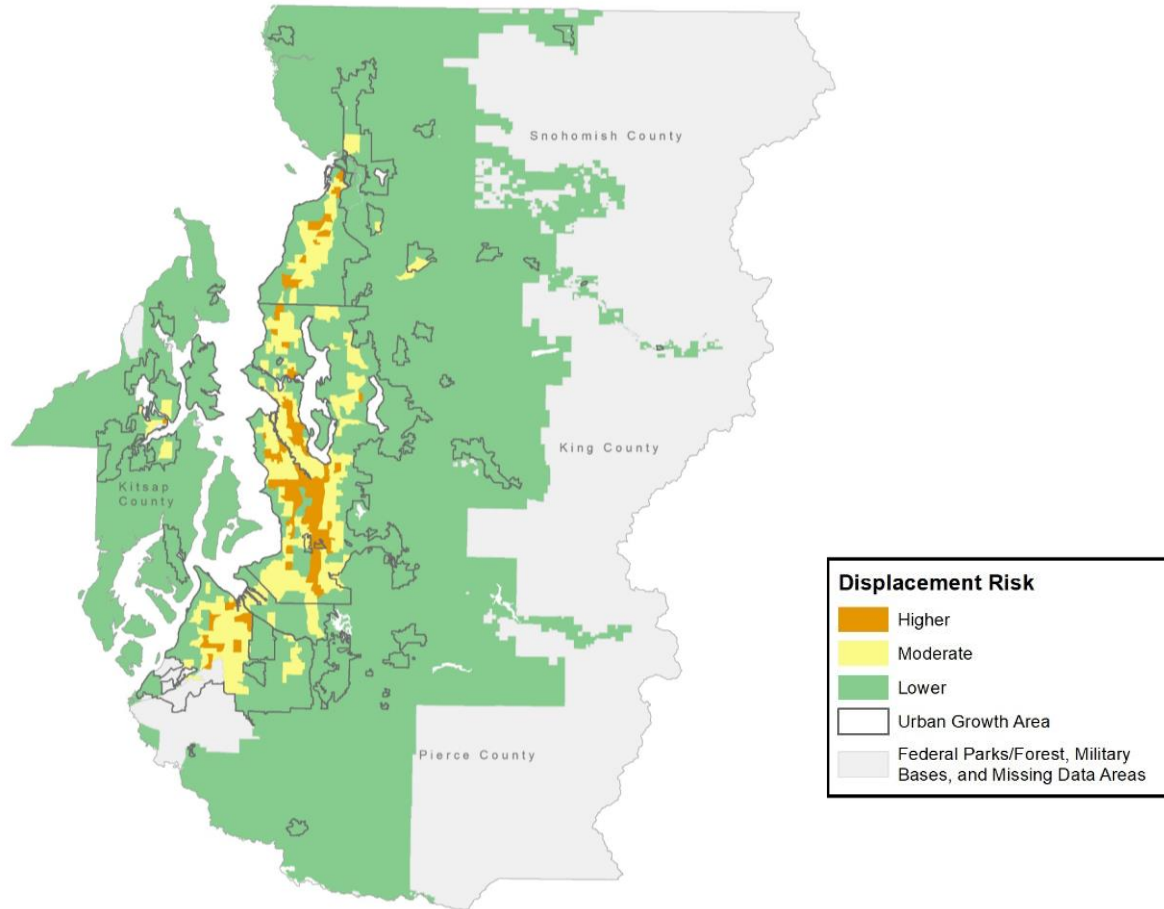 Snohomish County
King County
Kitsap
County
Pierce County
Displacement Risk
Higher
Moderate
Lower
Urban Growth Area
Federal Parks/Forest, Military
Bases, and Missing Data Areas